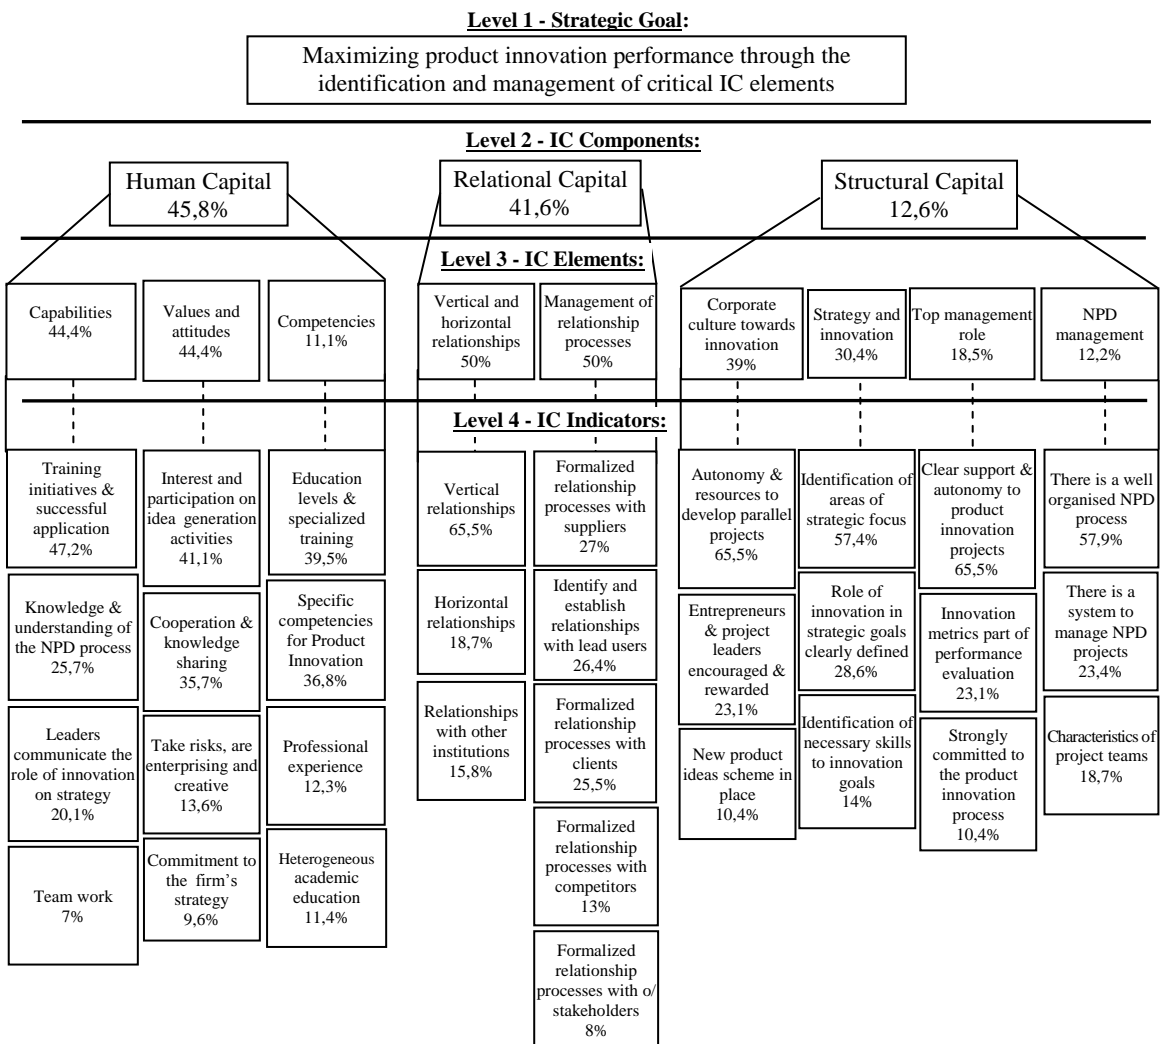 Level 1 - Strategic Goal:
Maximizing product innovation performance through the
identification and management of critical IC elements
Level 2 - IC Components:
Human Capital
45,8%
Relational Capital
41,6%
Structural Capital
12,6%
Level 3 - IC Elements:
Capabilities
44,4%
Values and
attitudes
44,4%
Competencies
11,1%
Vertical and
horizontal
relationships
50%
Management of
relationship
processes
50%
Corporate
culture towards
innovation
39%
Strategy and
innovation
30,4%
Top management
role
18,5%
NPD
management
12,2%
Level 4 - IC Indicators:
Training
initiatives &
successful
application
47,2%
Knowledge &
understanding of
the NPD process
25,7%
Leaders
communicate the
role of innovation
on strategy
20,1%
Team work
7%
Interest and
participation on
idea generation
activities
41,1%
Cooperation &
knowledge
sharing
35,7%
Take risks, are
enterprising and
creative
13,6%
Commitment to
the firm's
strategy
9,6%
Education
levels &
specialized
training
39,5%
Specific
competencies
for Product
Innovation
36,8%
Professional
experience
12,3%
Heterogeneous
academic
education
11,4%
Vertical
relationships
65,5%
Horizontal
relationships
18,7%
Relationships
with other
institutions
15,8%
Formalized
relationship
processes with
suppliers
27%
Identify and
establish
relationships
with lead users
26,4%
Formalized
relationship
processes with
clients
25,5%
Formalized
relationship
processes with
competitors
13%
Formalized
relationship
processes with o/
stakeholders
8%
Autonomy &
resources to
develop parallel
projects
65,5%
Entrepreneurs
& project
leaders
encouraged &
rewarded
23,1%
New product
ideas scheme in
place
10,4%
Identification of
areas of
strategic focus
57,4%
Role of
innovation in
strategic goals
clearly defined
28,6%
Identification of
necessary skills
to innovation
goals
14%
Clear support &
autonomy to
product
innovation
projects
65,5%
Innovation
metrics part of
performance
evaluation
23,1%
Strongly
committed to
the product
innovation
process
10,4%
There is a well
organised NPD
process
57,9%
There is a
system to
manage NPD
projects
23,4%
Characteristics of
project teams
18,7%